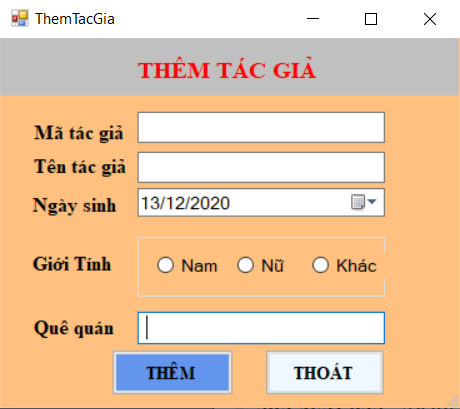 ThemTacGia
THÊM TÁC GIẢ
Mã tác giả
Tên tác giả
Ngày sinh 13/12/2020
Giới Tính Nam Nữ Khác
Quê quán
THÊM THOÁT